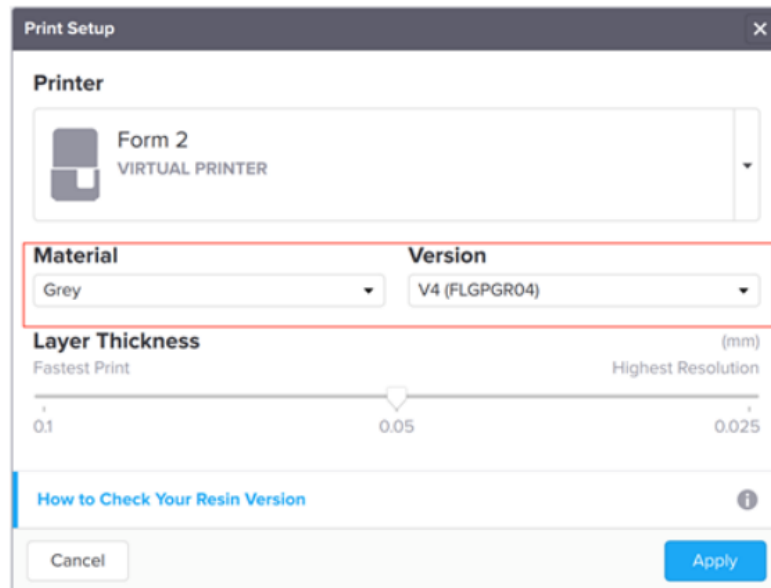 Print Setup
Printer
Form 2
VIRTUAL PRINTER
Material Version
Grey V4 (FLGPGR04)
Layer Thickness (mm)
Fastest Print Highest Resolution
0.1 0.05 0.025
How to Check Your Resin Version
Cancel Apply